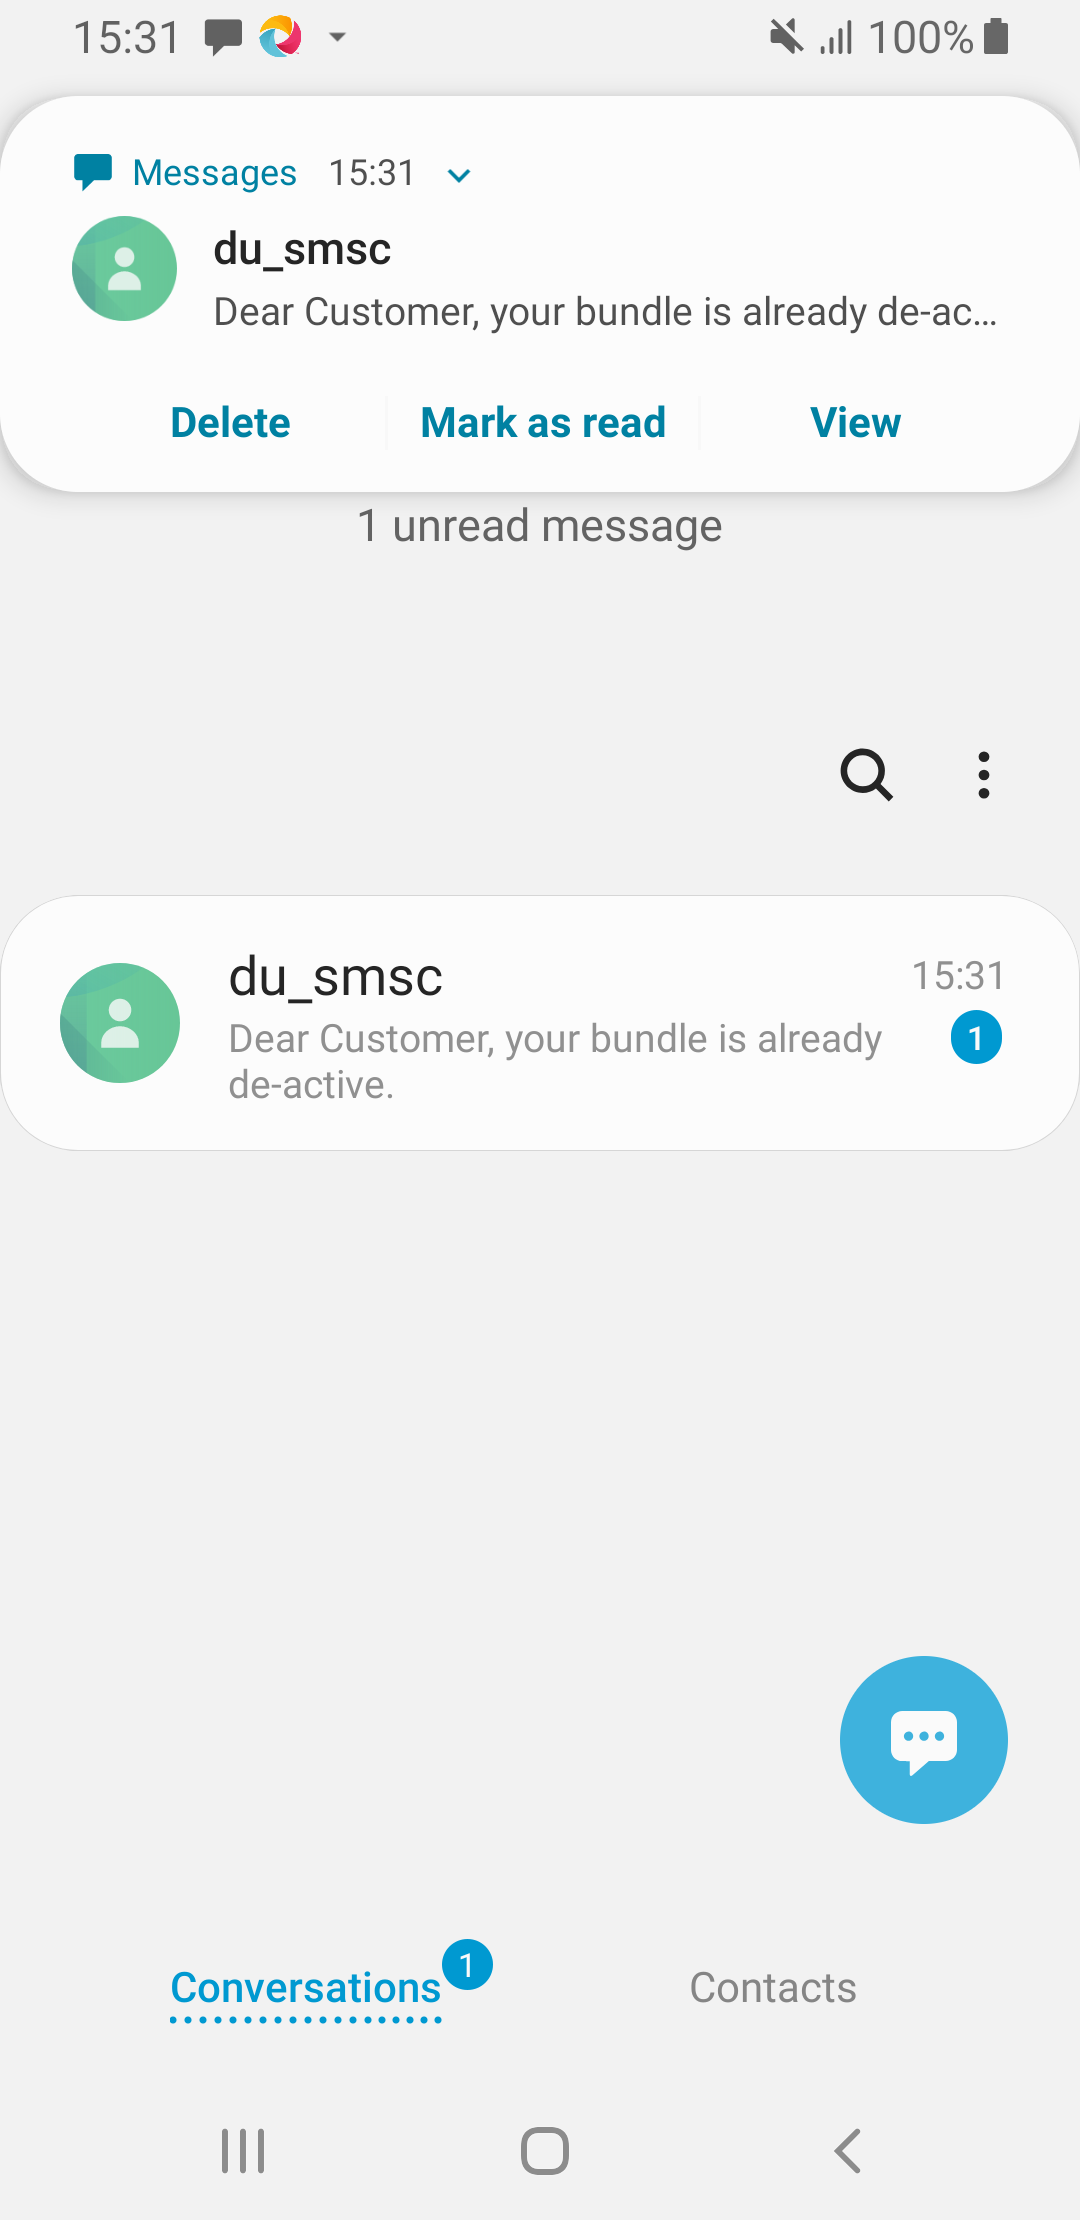 15:31
100%
Messages 15:31
du_smsc
Dear Customer, your bundle is already de-ac...
Delete Mark as read View
1 unread message
du_smsc 15:31
Dear Customer, your bundle is already 1
de-active.
Conversations 1 Contacts